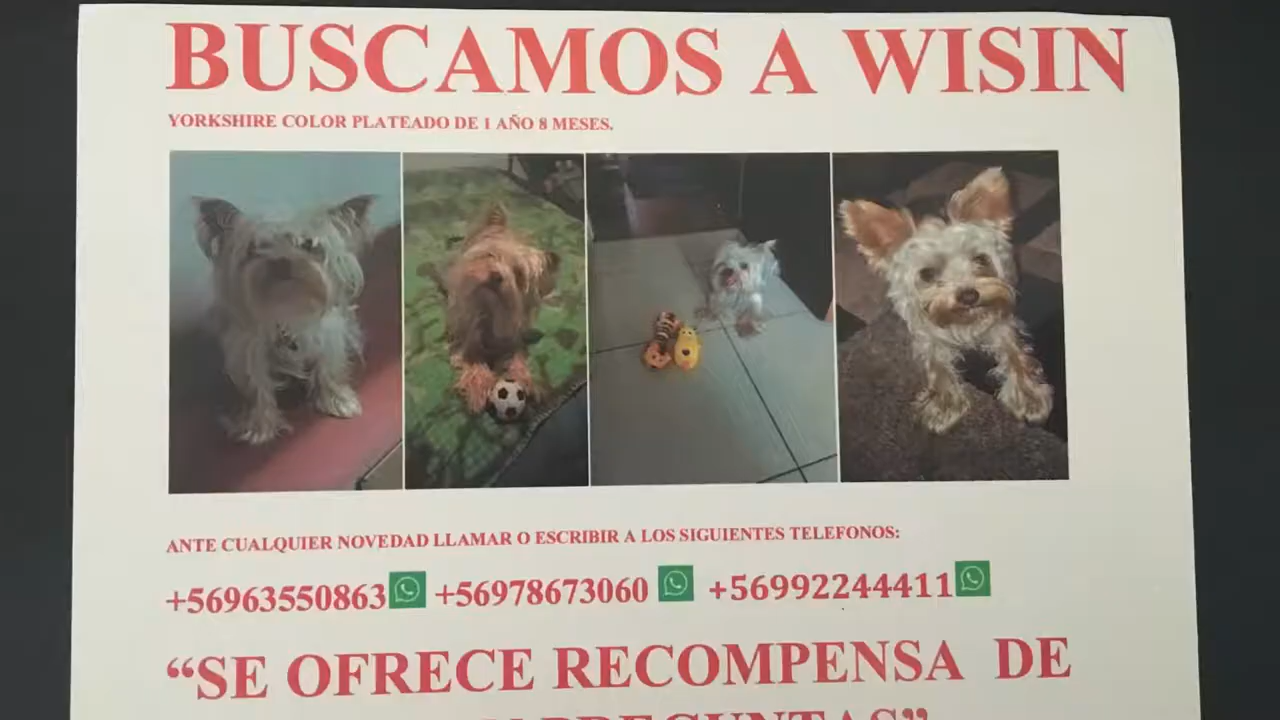 BUSCAMOS A WISIN
YORKSHIRE COLOR PLATEADO DE 1 AÑO 8 MESES.
ANTE CUALQUIER NOVEDAD LLAMAR O ESCRIBIR A LOS SIGUIENTES TELEFONOS:
+56963550863 +56978673060 +56992244411
“SE OFRECE RECOMPENSA DE